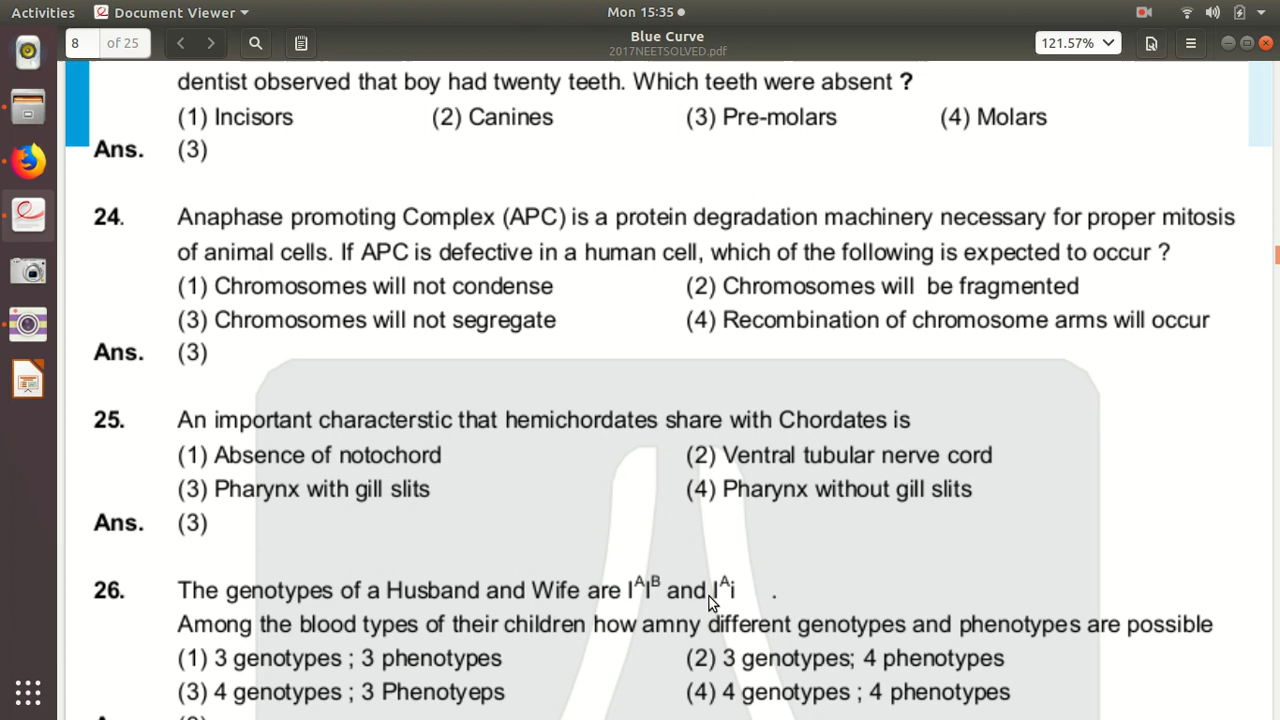 Activities Document Viewer Mon 15:35
8 of 25 Blue Curve 121.57%
2017NEETSOLVED.pdf
dentist observed that boy had twenty teeth. Which teeth were absent ?
(1) Incisors (2) Canines (3) Pre-molars (4) Molars
Ans. (3)
24. Anaphase promoting Complex (APC) is a protein degradation machinery necessary for proper mitosis
of animal cells. If APC is defective in a human cell, which of the following is expected to occur ?
(1) Chromosomes will not condense (2) Chromosomes will be fragmented
(3) Chromosomes will not segregate (4) Recombination of chromosome arms will occur
Ans. (3)
25. An important characterstic that hemichordates share with Chordates is
(1) Absence of notochord (2) Ventral tubular nerve cord
(3) Pharynx with gill slits (4) Pharynx without gill slits
Ans. (3)
26. The genotypes of a Husband and Wife are IᴬIᴮ and Iᴬi .
Among the blood types of their children how amny different genotypes and phenotypes are possible
(1) 3 genotypes ; 3 phenotypes (2) 3 genotypes; 4 phenotypes
(3) 4 genotypes ; 3 Phenotyeps (4) 4 genotypes ; 4 phenotypes